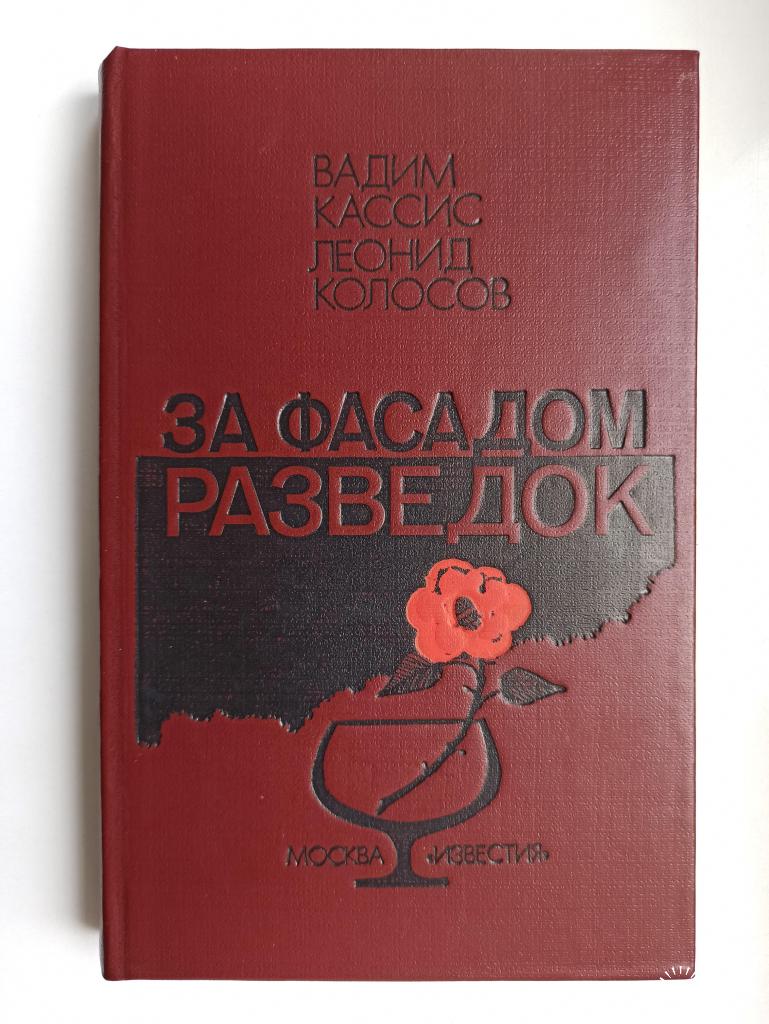 ВАДИМ
КАССИС
ЛЕОНИД
КОЛОСОВ
ЗА ФАСАДОМ
РАЗВЕДОК
МОСКВА «ИЗВЕСТИЯ»